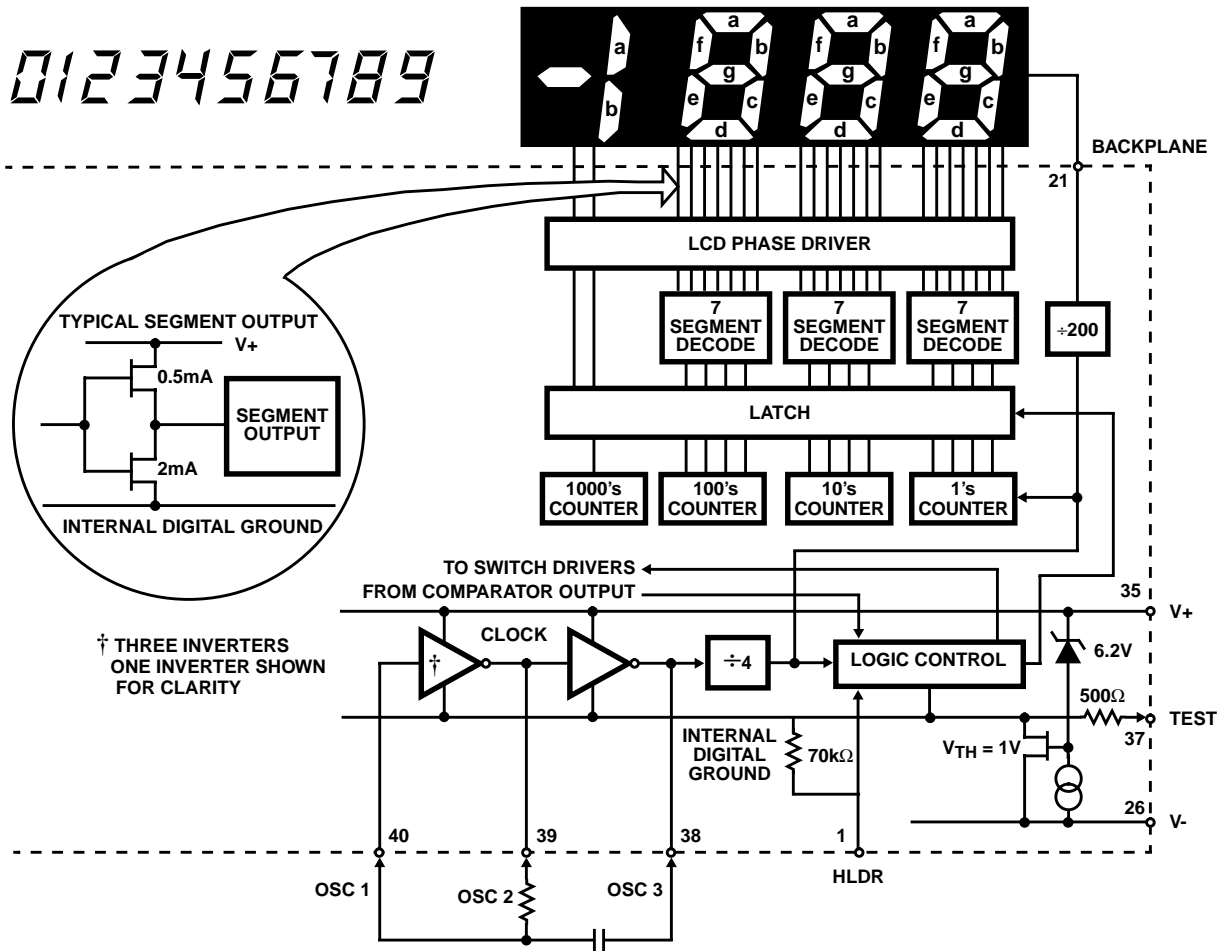 0123456789
a
b
a
f
b
g
e
c
d
a
f
b
g
e
c
d
a
f
b
g
e
c
d
BACKPLANE
21
LCD PHASE DRIVER
TYPICAL SEGMENT OUTPUT
V+
0.5mA
SEGMENT
OUTPUT
2mA
INTERNAL DIGITAL GROUND
7
SEGMENT
DECODE
7
SEGMENT
DECODE
7
SEGMENT
DECODE
÷200
LATCH
1000's
COUNTER
100's
COUNTER
10's
COUNTER
1's
COUNTER
TO SWITCH DRIVERS
FROM COMPARATOR OUTPUT
35
V+
† THREE INVERTERS
ONE INVERTER SHOWN
FOR CLARITY
†
CLOCK
÷4
LOGIC CONTROL
6.2V
500Ω
TEST
37
INTERNAL
DIGITAL
GROUND
70kΩ
VTH = 1V
26
V-
40
39
38
1
OSC 1
OSC 2
OSC 3
HLDR